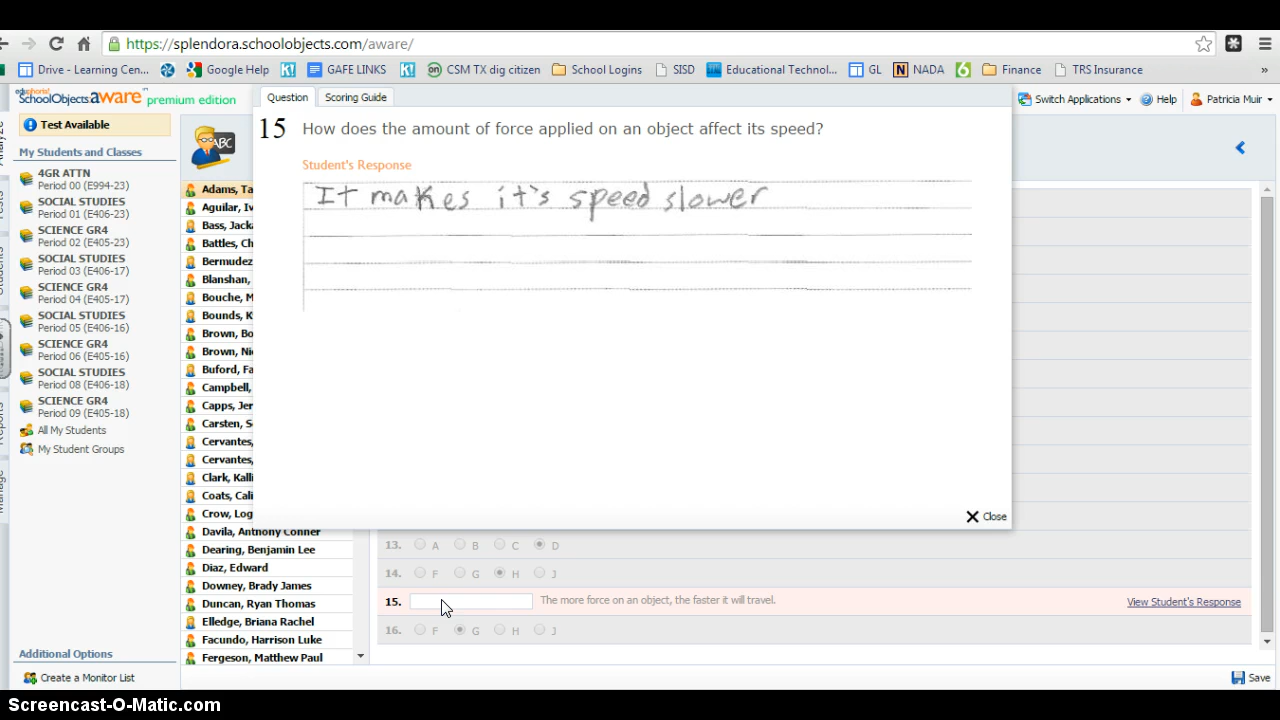 https://splendora.schoolobjects.com/aware/
Drive - Learning Cen... Google Help GAFE LINKS CSM TX dig citizen School Logins SISD Educational Technol... GL NADA Finance TRS Insurance »
eduphoria!
SchoolObjects aware premium edition
Question Scoring Guide
Switch Applications Help Patricia Muir
Test Available
My Students and Classes
4GR ATTN
Period 00 (E994-23)
SOCIAL STUDIES
Period 01 (E406-23)
SCIENCE GR4
Period 02 (E405-23)
SOCIAL STUDIES
Period 03 (E406-17)
SCIENCE GR4
Period 04 (E405-17)
SOCIAL STUDIES
Period 05 (E406-16)
SCIENCE GR4
Period 06 (E405-16)
SOCIAL STUDIES
Period 08 (E406-18)
SCIENCE GR4
Period 09 (E405-18)
All My Students
My Student Groups
Additional Options
Create a Monitor List
Analyze
Tests
Students
Reports
Manage
ABC
Adams, Ta
Aguilar, Iv
Bass, Jacka
Battles, Ch
Bermudez
Blanshan,
Bouche, M
Bounds, K
Brown, Bo
Brown, Nic
Buford, Fa
Campbell,
Capps, Jer
Carsten, S
Cervantes,
Cervantes,
Clark, Kalli
Coats, Cali
Crow, Log
Davila, Anthony Conner
Dearing, Benjamin Lee
Diaz, Edward
Downey, Brady James
Duncan, Ryan Thomas
Elledge, Briana Rachel
Facundo, Harrison Luke
Fergeson, Matthew Paul
15 How does the amount of force applied on an object affect its speed?
Student's Response
It makes it's speed slower
Close
13. A B C D
14. F G H J
15. The more force on an object, the faster it will travel. View Student's Response
16. F G H J
Save
Screencast-O-Matic.com